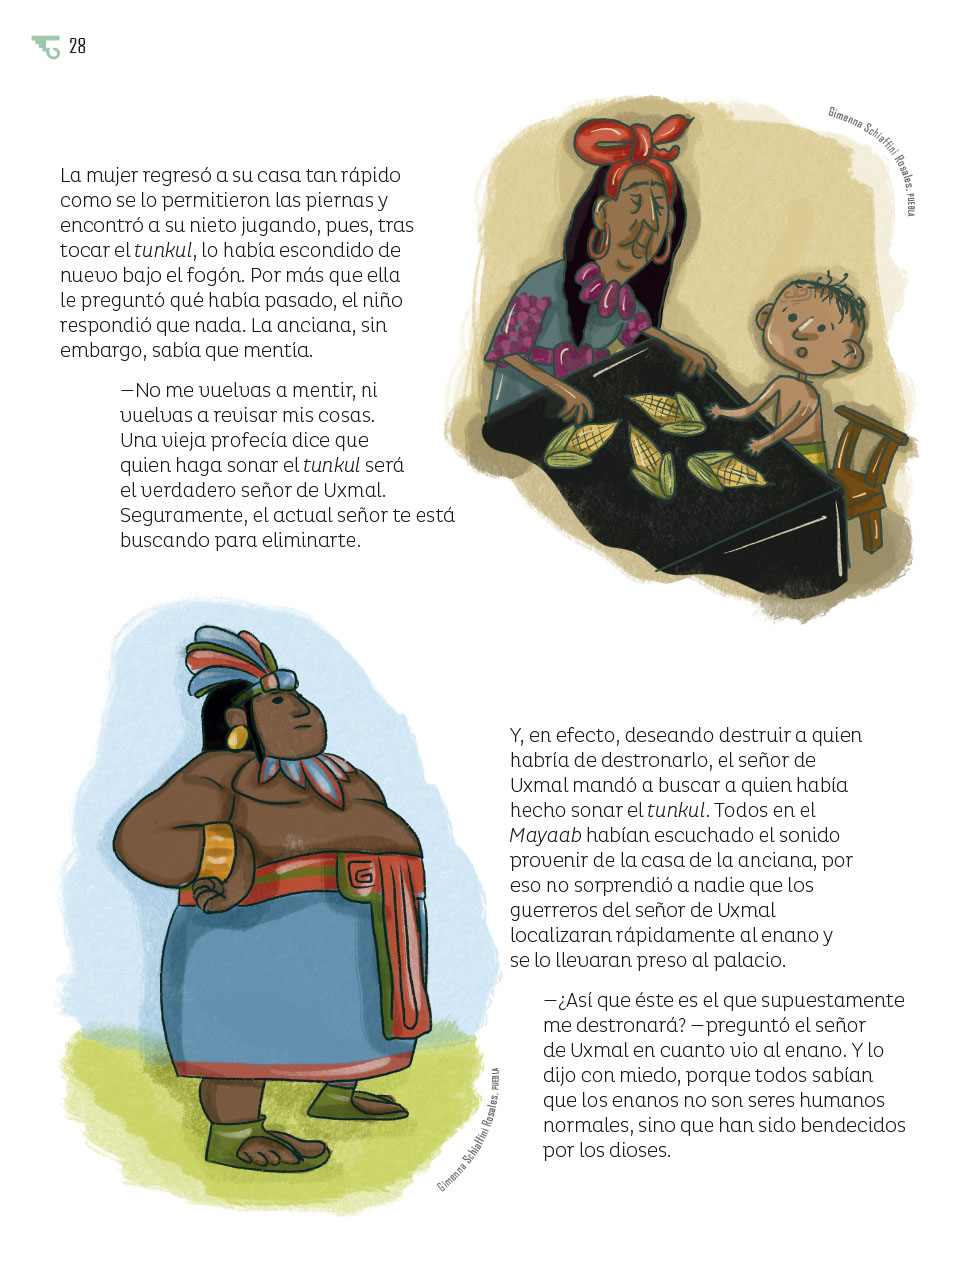 28
Gimenna Schiaffini Rosales, PUEBLA
La mujer regresó a su casa tan rápido
como se lo permitieron las piernas y
encontró a su nieto jugando, pues, tras
tocar el tunkul, lo había escondido de
nuevo bajo el fogón. Por más que ella
le preguntó qué había pasado, el niño
respondió que nada. La anciana, sin
embargo, sabía que mentía.
—No me vuelvas a mentir, ni
vuelvas a revisar mis cosas.
Una vieja profecía dice que
quien haga sonar el tunkul será
el verdadero señor de Uxmal.
Seguramente, el actual señor te está
buscando para eliminarte.
Y, en efecto, deseando destruir a quien
habría de destronarlo, el señor de
Uxmal mandó a buscar a quien había
hecho sonar el tunkul. Todos en el
Mayaab habían escuchado el sonido
provenir de la casa de la anciana, por
eso no sorprendió a nadie que los
guerreros del señor de Uxmal
localizaran rápidamente al enano y
se lo llevaran preso al palacio.
—¿Así que éste es el que supuestamente
me destronará? —preguntó el señor
de Uxmal en cuanto vio al enano. Y lo
dijo con miedo, porque todos sabían
que los enanos no son seres humanos
normales, sino que han sido bendecidos
por los dioses.
Gimenna Schiaffini Rosales, PUEBLA